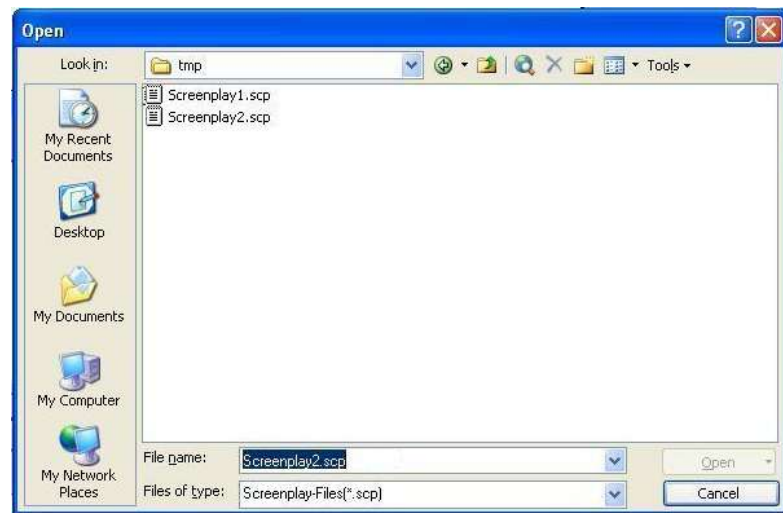 Open
Look in:
tmp
Tools
Screenplay1.scp
Screenplay2.scp
My Recent
Documents
Desktop
My Documents
My Computer
My Network
Places
File name:
Screenplay2.scp
Open
Files of type:
Screenplay-Files(*.scp)
Cancel